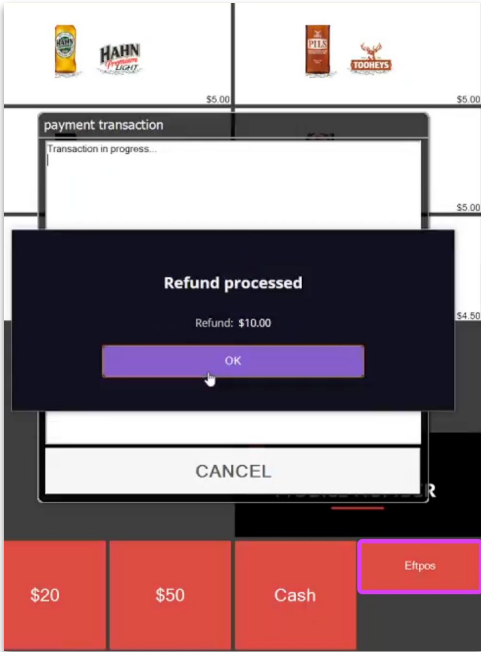 HAHN
Premium
LIGHT
$5.00
PILS
TOOHEYS
$5.00
payment transaction
Transaction in progress...
$5.00
Refund processed
Refund: $10.00
OK
$4.50
CANCEL
R
$20
$50
Cash
Eftpos